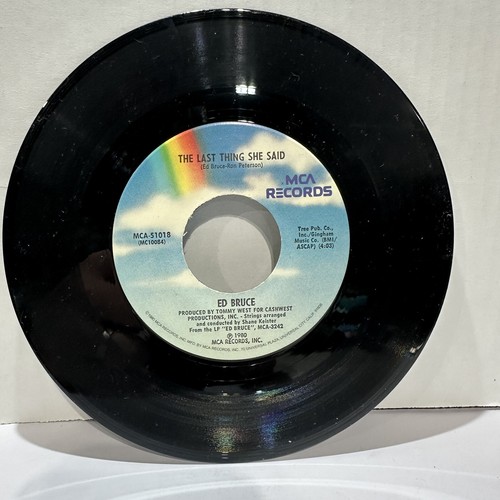 THE LAST THING SHE SAID
(Ed Bruce-Ron Peterson)
MCA RECORDS
MCA-51018
(MC10084)
Tree Pub. Co.,
Inc./Gingham
Music Co. (BMI/
ASCAP) (4:05)
ED BRUCE
PRODUCED BY TOMMY WEST FOR CASHWEST
PRODUCTIONS, INC. - Strings arranged
and conducted by Shane Keister
From the LP "ED BRUCE", MCA-3242
℗ 1980
MCA RECORDS, INC.